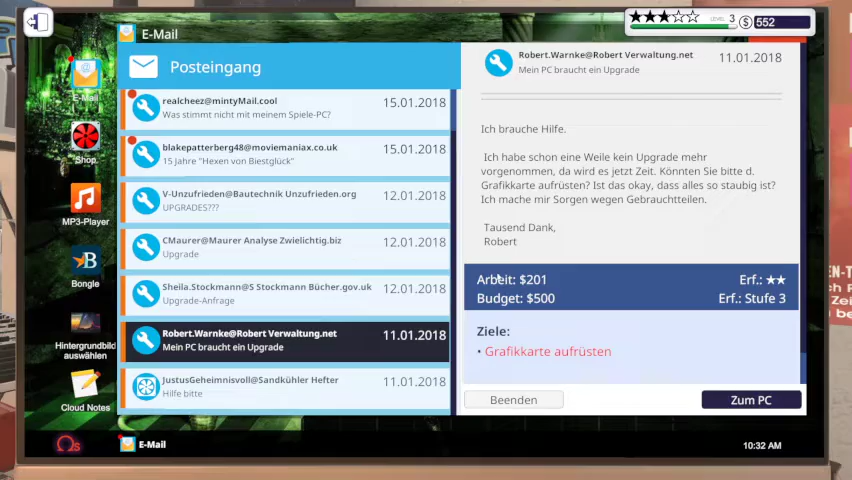 E-Mail
LEVEL 3
$ 552
Posteingang
realcheez@mintyMail.cool
15.01.2018
Was stimmt nicht mit meinem Spiele-PC?
blakepatterberg48@moviemaniax.co.uk
15.01.2018
15 Jahre "Hexen von Biestglück"
V-Unzufrieden@Bautechnik Unzufrieden.org
12.01.2018
UPGRADES???
CMaurer@Maurer Analyse Zwielichtig.biz
12.01.2018
Upgrade
Sheila.Stockmann@S Stockmann Bücher.gov.uk
12.01.2018
Upgrade-Anfrage
Robert.Warnke@Robert Verwaltung.net
11.01.2018
Mein PC braucht ein Upgrade
JustusGeheimnisvoll@Sandkühler Hefter
11.01.2018
Hilfe bitte
Robert.Warnke@Robert Verwaltung.net
11.01.2018
Mein PC braucht ein Upgrade
Ich brauche Hilfe.
Ich habe schon eine Weile kein Upgrade mehr
vorgenommen, da wird es jetzt Zeit. Könnten Sie bitte d.
Grafikkarte aufrüsten? Ist das okay, dass alles so staubig ist?
Ich mache mir Sorgen wegen Gebrauchtteilen.
Tausend Dank,
Robert
Arbeit: $201
Erf.: ★★
Budget: $500
Erf.: Stufe 3
Ziele:
• Grafikkarte aufrüsten
Beenden
Zum PC
E-Mail
Shop
MP3-Player
Bongle
Hintergrundbild
auswählen
Cloud Notes
E-Mail
10:32 AM